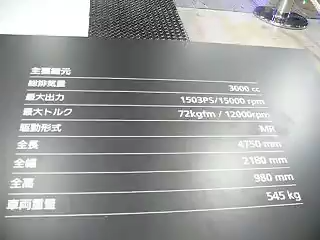 主要諸元
総排気量 3000 cc
最大出力 1503PS/15000 rpm
最大トルク 72kgfm / 12000rpm
駆動形式 MR
全長 4750 mm
全幅 2180 mm
全高 980 mm
車両重量 545 kg